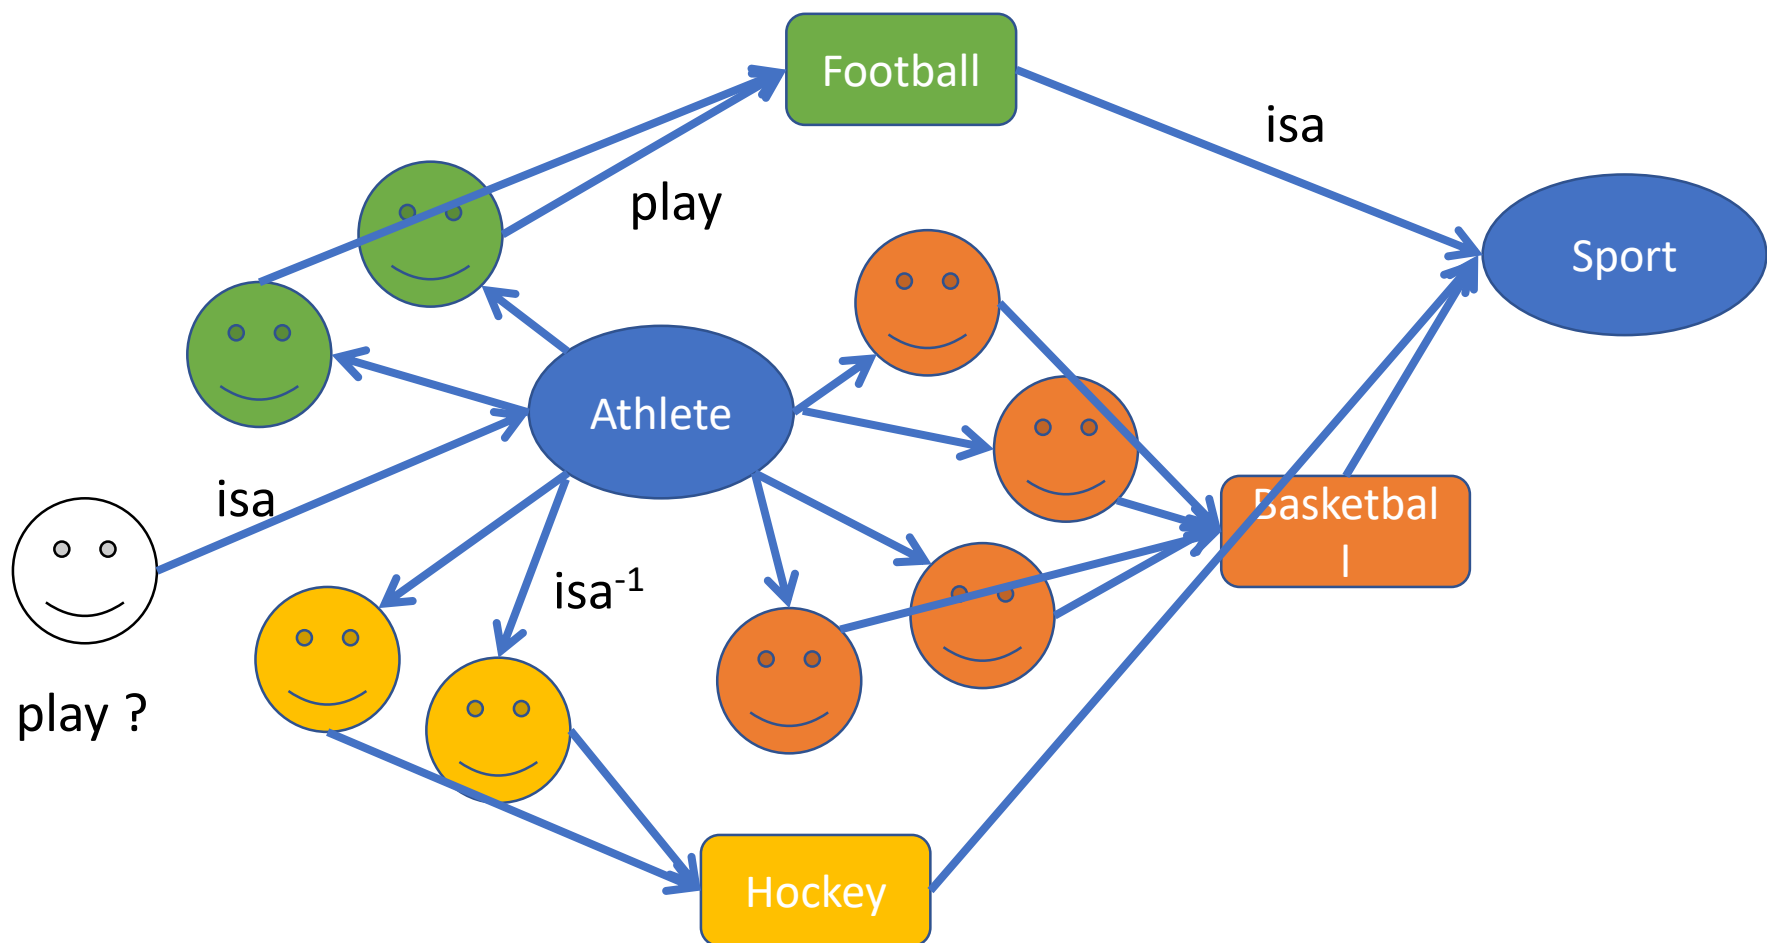 Football
isa
play
Sport
Athlete
isa
Basketbal
l
isa⁻¹
play ?
Hockey